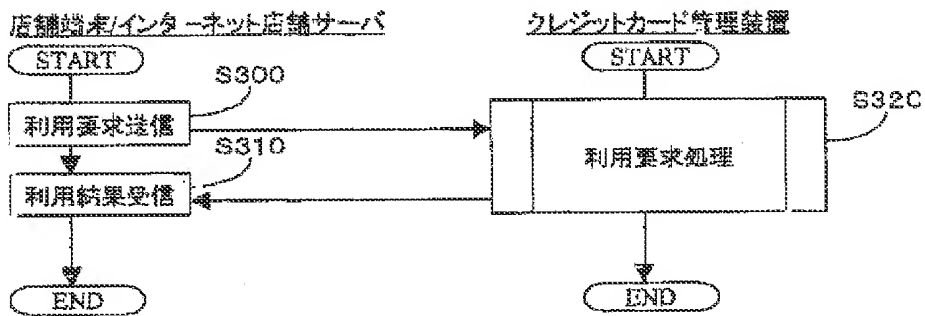 店舗端末/インターネット店舗サーバ
START
S300
利用要求送信
S310
利用結果受信
END
クレジットカード管理装置
START
S320
利用要求処理
END